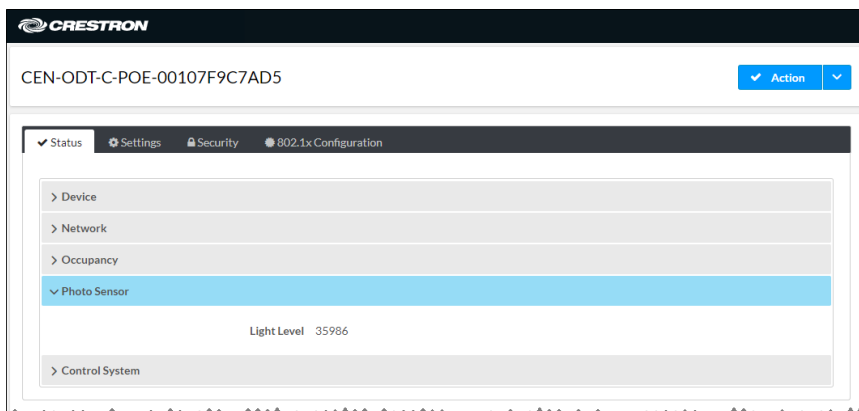 CRESTRON
CEN-ODT-C-POE-00107F9C7AD5
Action
Status Settings Security 802.1x Configuration
Device
Network
Occupancy
Photo Sensor
Light Level 35986
Control System